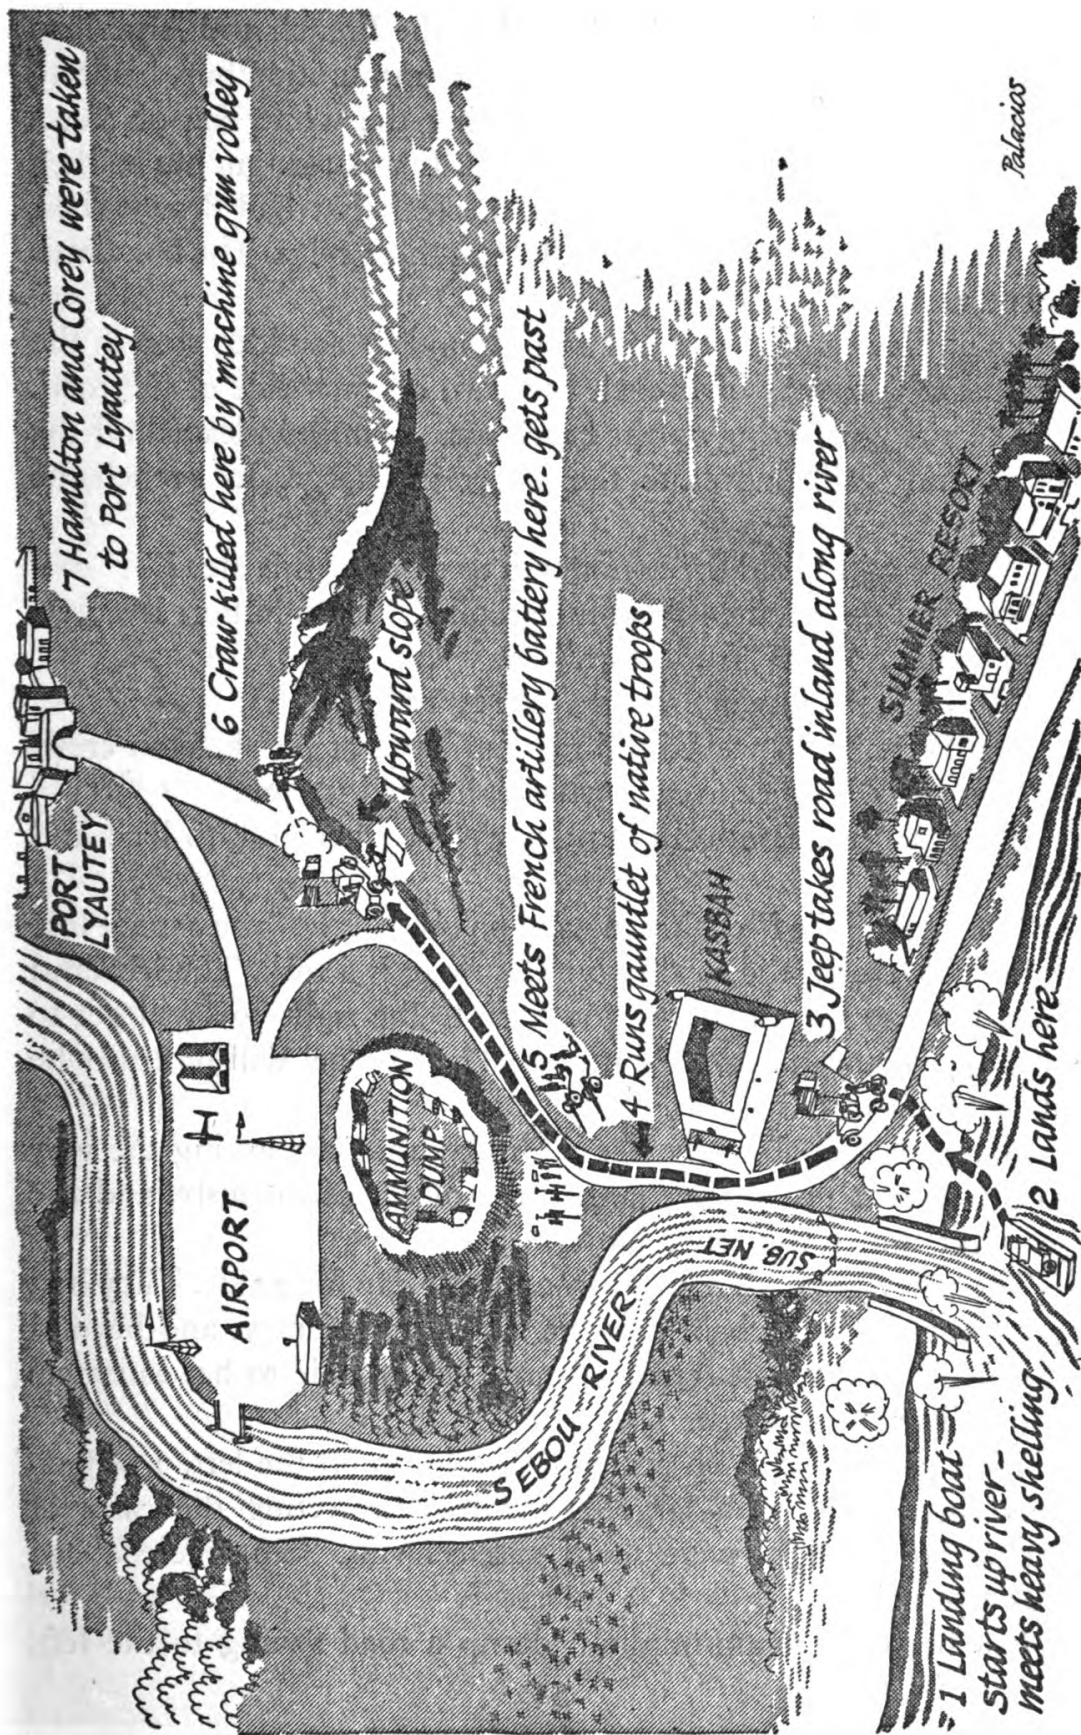 7 Hamilton and Corey were taken
to Port Lyautey
PORT
LYAUTEY
6 Craw killed here by machine gun volley
Upward slope
AIRPORT
H
AMMUNITION
DUMP
5 Meets French artillery battery here - gets past
4 Runs gauntlet of native troops
KASBAH
SEBOU RIVER
SUB. NET
3 Jeep takes road inland along river
SUMMER RESORT
1 Landing boat
starts up river -
meets heavy shelling
2 Lands here
Palacios